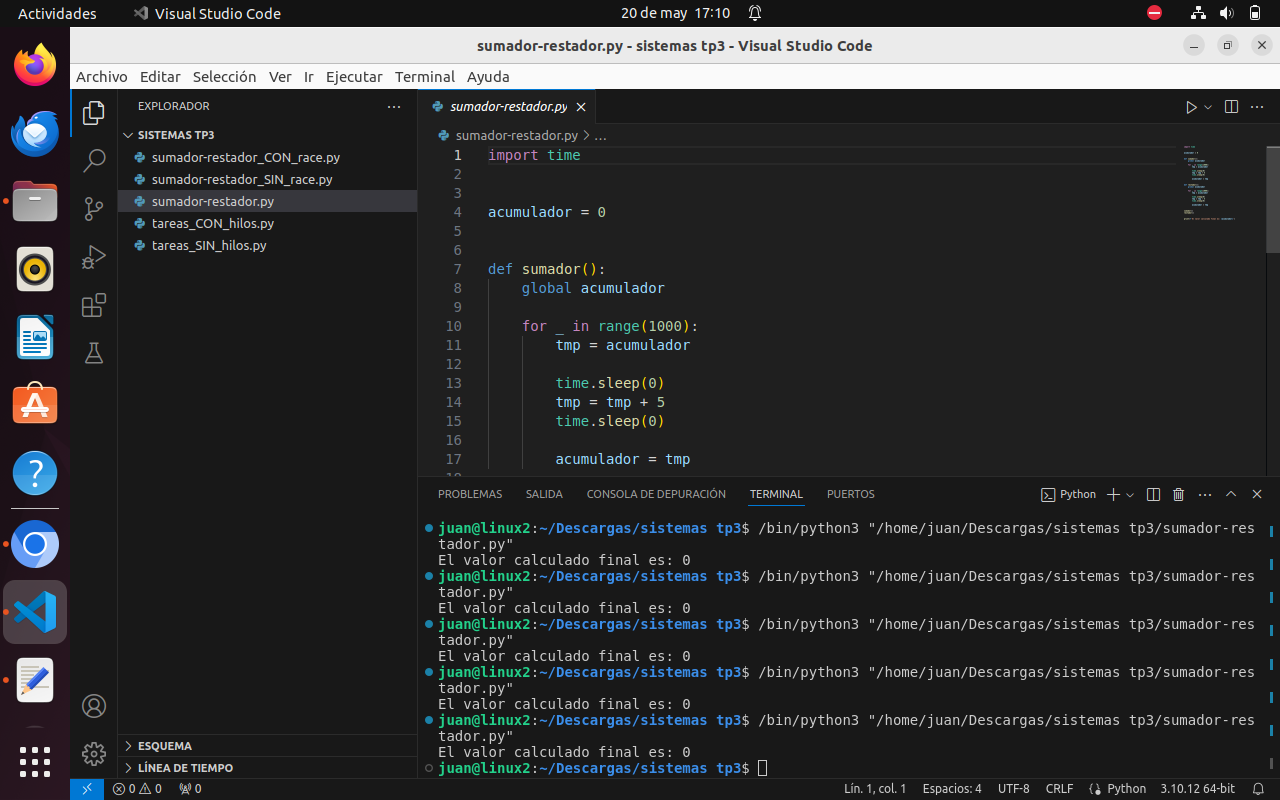 Actividades Visual Studio Code 20 de may 17:10
sumador-restador.py - sistemas tp3 - Visual Studio Code
Archivo Editar Selección Ver Ir Ejecutar Terminal Ayuda
EXPLORADOR
SISTEMAS TP3
sumador-restador_CON_race.py
sumador-restador_SIN_race.py
sumador-restador.py
tareas_CON_hilos.py
tareas_SIN_hilos.py
ESQUEMA
LÍNEA DE TIEMPO
sumador-restador.py
sumador-restador.py > ...
1 import time
2
3
4 acumulador = 0
5
6
7 def sumador():
8 global acumulador
9
10 for _ in range(1000):
11 tmp = acumulador
12
13 time.sleep(0)
14 tmp = tmp + 5
15 time.sleep(0)
16
17 acumulador = tmp
PROBLEMAS SALIDA CONSOLA DE DEPURACIÓN TERMINAL PUERTOS Python
juan@linux2:~/Descargas/sistemas tp3$ /bin/python3 "/home/juan/Descargas/sistemas tp3/sumador-res
tador.py"
El valor calculado final es: 0
juan@linux2:~/Descargas/sistemas tp3$ /bin/python3 "/home/juan/Descargas/sistemas tp3/sumador-res
tador.py"
El valor calculado final es: 0
juan@linux2:~/Descargas/sistemas tp3$ /bin/python3 "/home/juan/Descargas/sistemas tp3/sumador-res
tador.py"
El valor calculado final es: 0
juan@linux2:~/Descargas/sistemas tp3$ /bin/python3 "/home/juan/Descargas/sistemas tp3/sumador-res
tador.py"
El valor calculado final es: 0
juan@linux2:~/Descargas/sistemas tp3$ /bin/python3 "/home/juan/Descargas/sistemas tp3/sumador-res
tador.py"
El valor calculado final es: 0
juan@linux2:~/Descargas/sistemas tp3$
0 0 0 Lín. 1, col. 1 Espacios: 4 UTF-8 CRLF Python 3.10.12 64-bit